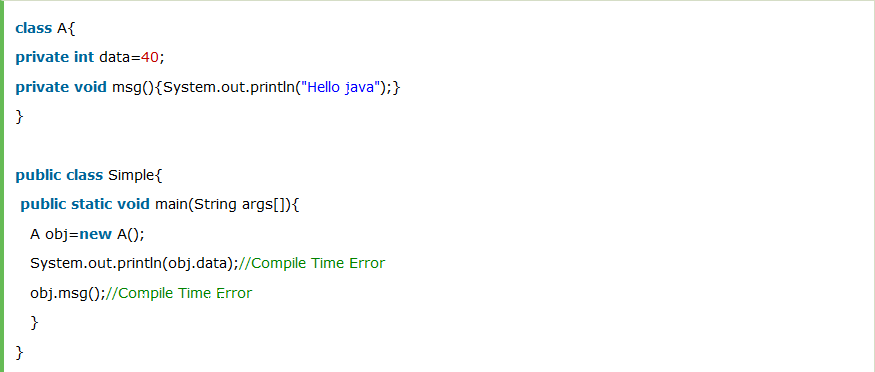 class A{
private int data=40;
private void msg(){System.out.println("Hello java");}
}
public class Simple{
public static void main(String args[]){
A obj=new A();
System.out.println(obj.data);//Compile Time Error
obj.msg();//Compile Time Error
}
}